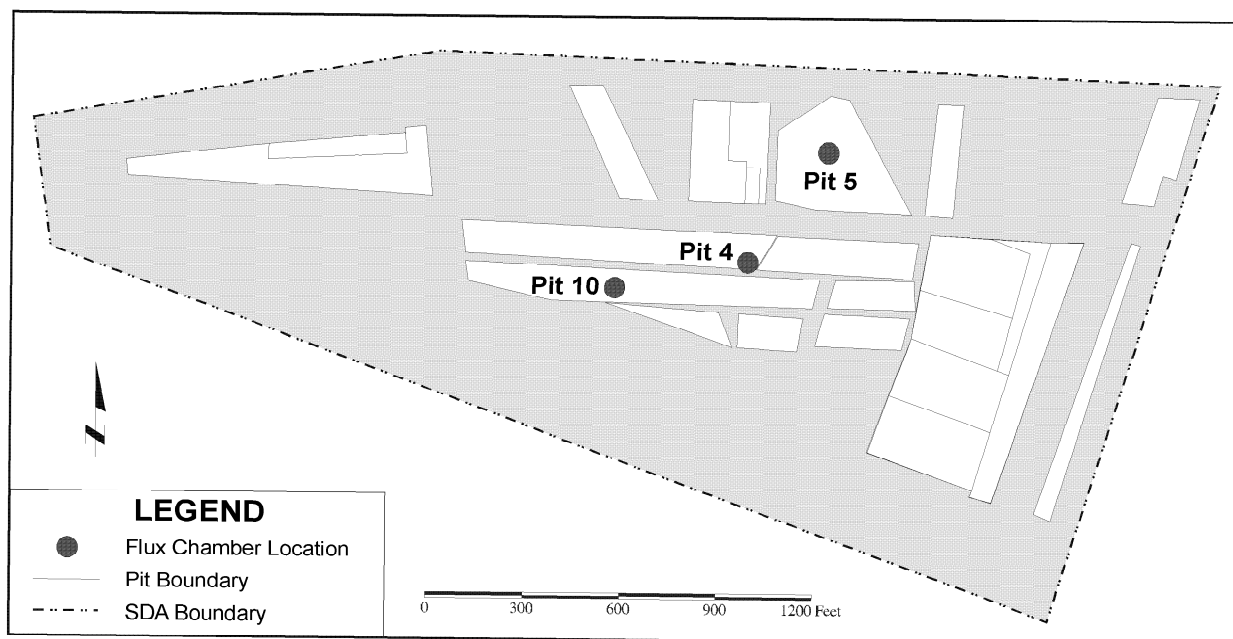 Pit 5
Pit 4
Pit 10
N
LEGEND
Flux Chamber Location
Pit Boundary
SDA Boundary
0 300 600 900 1200 Feet